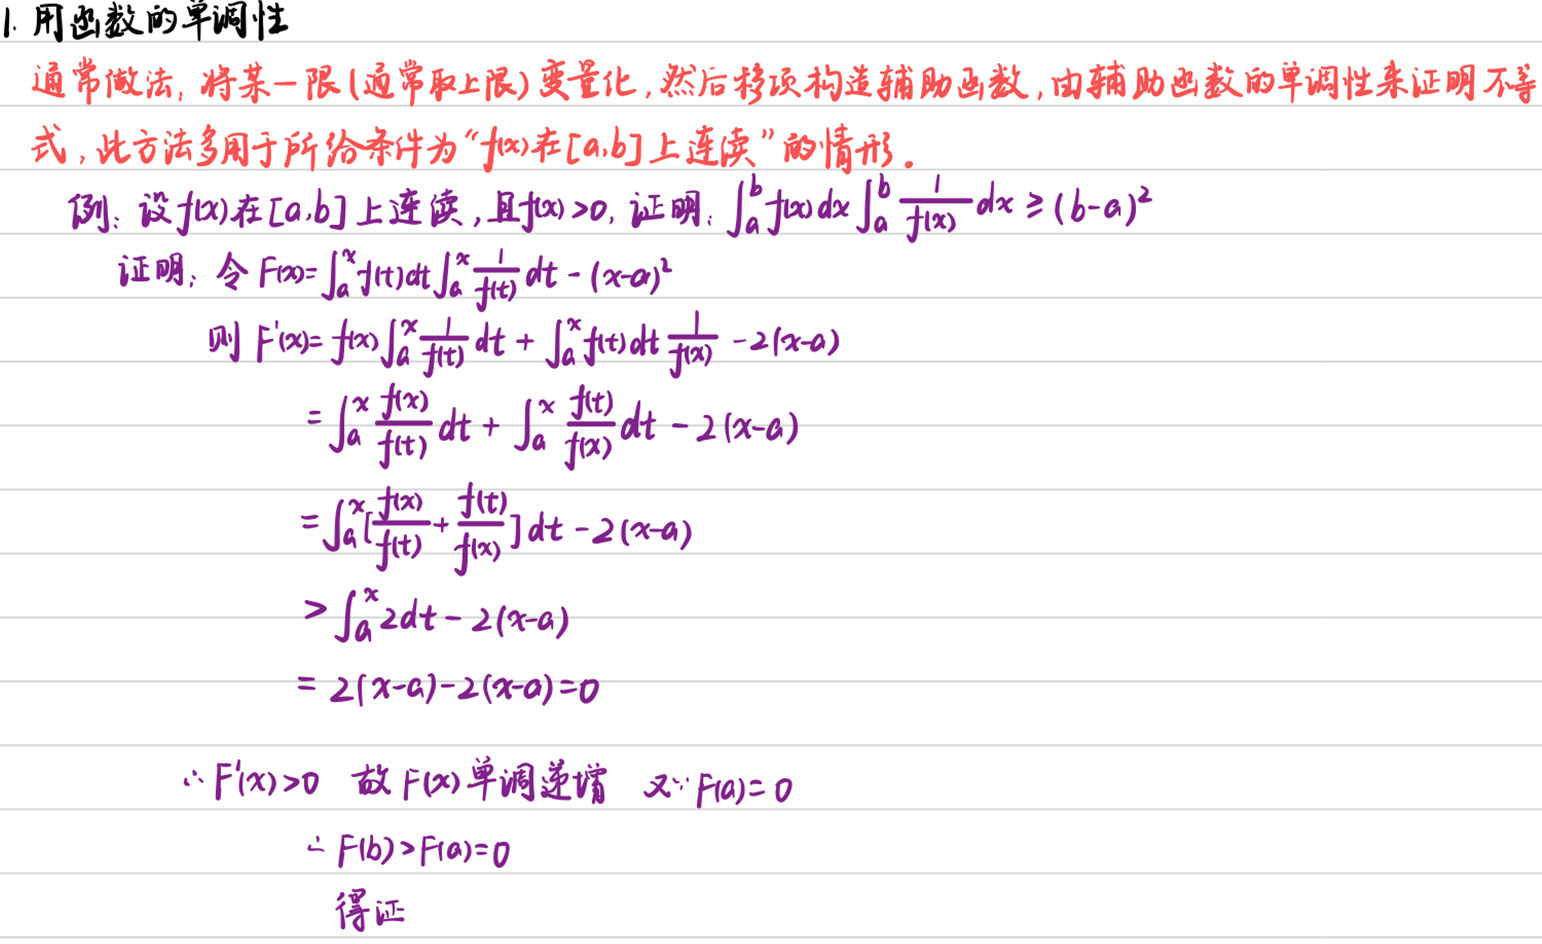 1. 用函数的单调性
通常做法, 将某一限(通常取上限)变量化, 然后移项构造辅助函数, 由辅助函数的单调性来证明不等
式, 此方法多用于所给条件为“f(x)在[a,b]上连续”的情形。
例: 设f(x)在[a,b]上连续, 且f(x)>0, 证明: ∫_a^b f(x)dx ∫_a^b 1/f(x) dx ≥ (b-a)²
证明: 令 F(x)=∫_a^x f(t)dt ∫_a^x 1/f(t) dt - (x-a)²
则 F'(x)= f(x)∫_a^x 1/f(t) dt + ∫_a^x f(t)dt 1/f(x) - 2(x-a)
= ∫_a^x f(x)/f(t) dt + ∫_a^x f(t)/f(x) dt - 2(x-a)
= ∫_a^x [f(x)/f(t) + f(t)/f(x)] dt - 2(x-a)
> ∫_a^x 2dt - 2(x-a)
= 2(x-a)-2(x-a)=0
∴ F'(x)>0 故 F(x)单调递增 又∵ F(a)=0
∴ F(b)>F(a)=0
得证